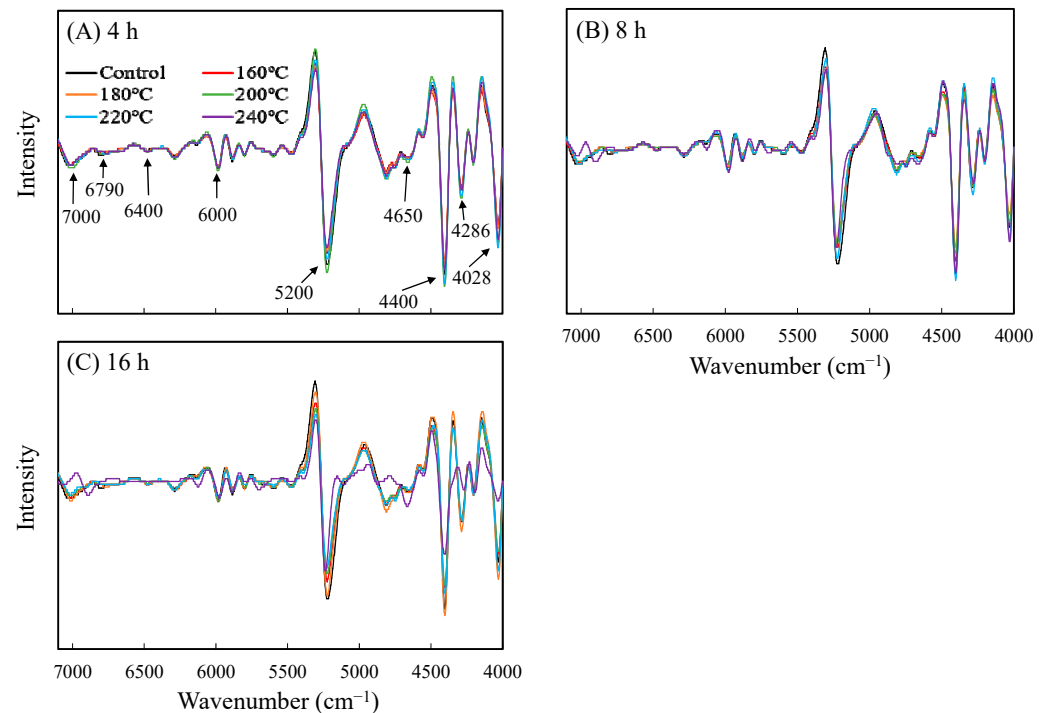 (A) 4 h
Control 160°C
180°C 200°C
220°C 240°C
7000 6790 6400 6000 5200 4650 4400 4286 4028
Intensity
(B) 8 h
7000 6500 6000 5500 5000 4500 4000
Wavenumber (cm⁻¹)
(C) 16 h
Intensity
7000 6500 6000 5500 5000 4500 4000
Wavenumber (cm⁻¹)